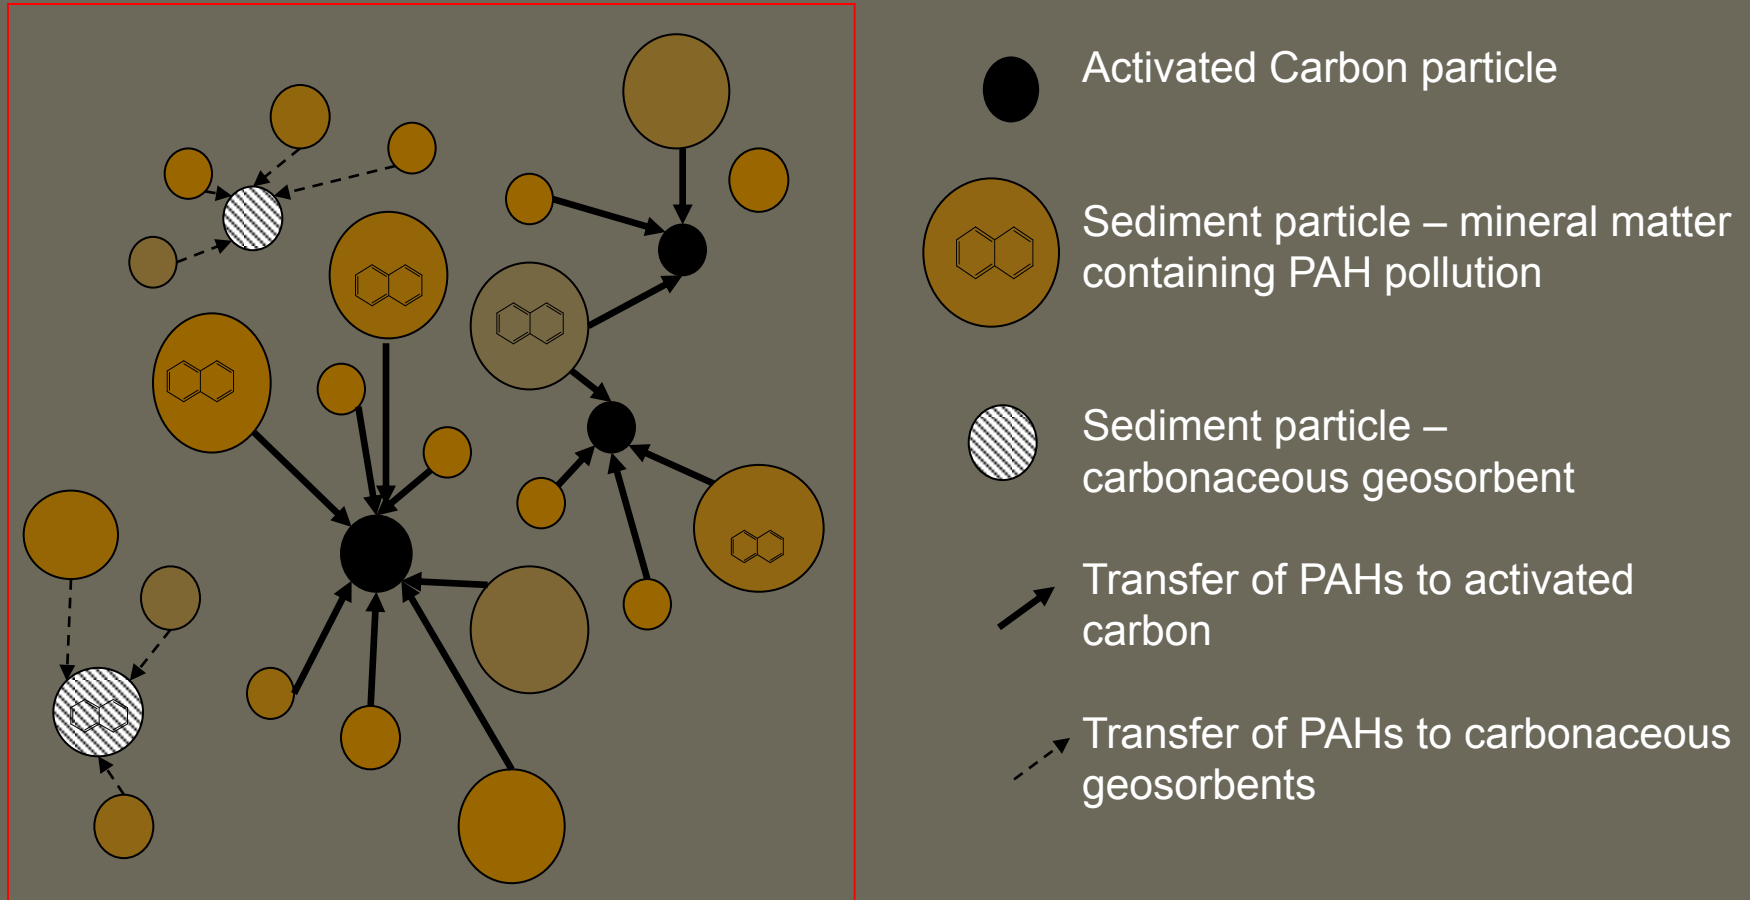 Activated Carbon particle
Sediment particle – mineral matter
containing PAH pollution
Sediment particle –
carbonaceous geosorbent
Transfer of PAHs to activated
carbon
Transfer of PAHs to carbonaceous
geosorbents